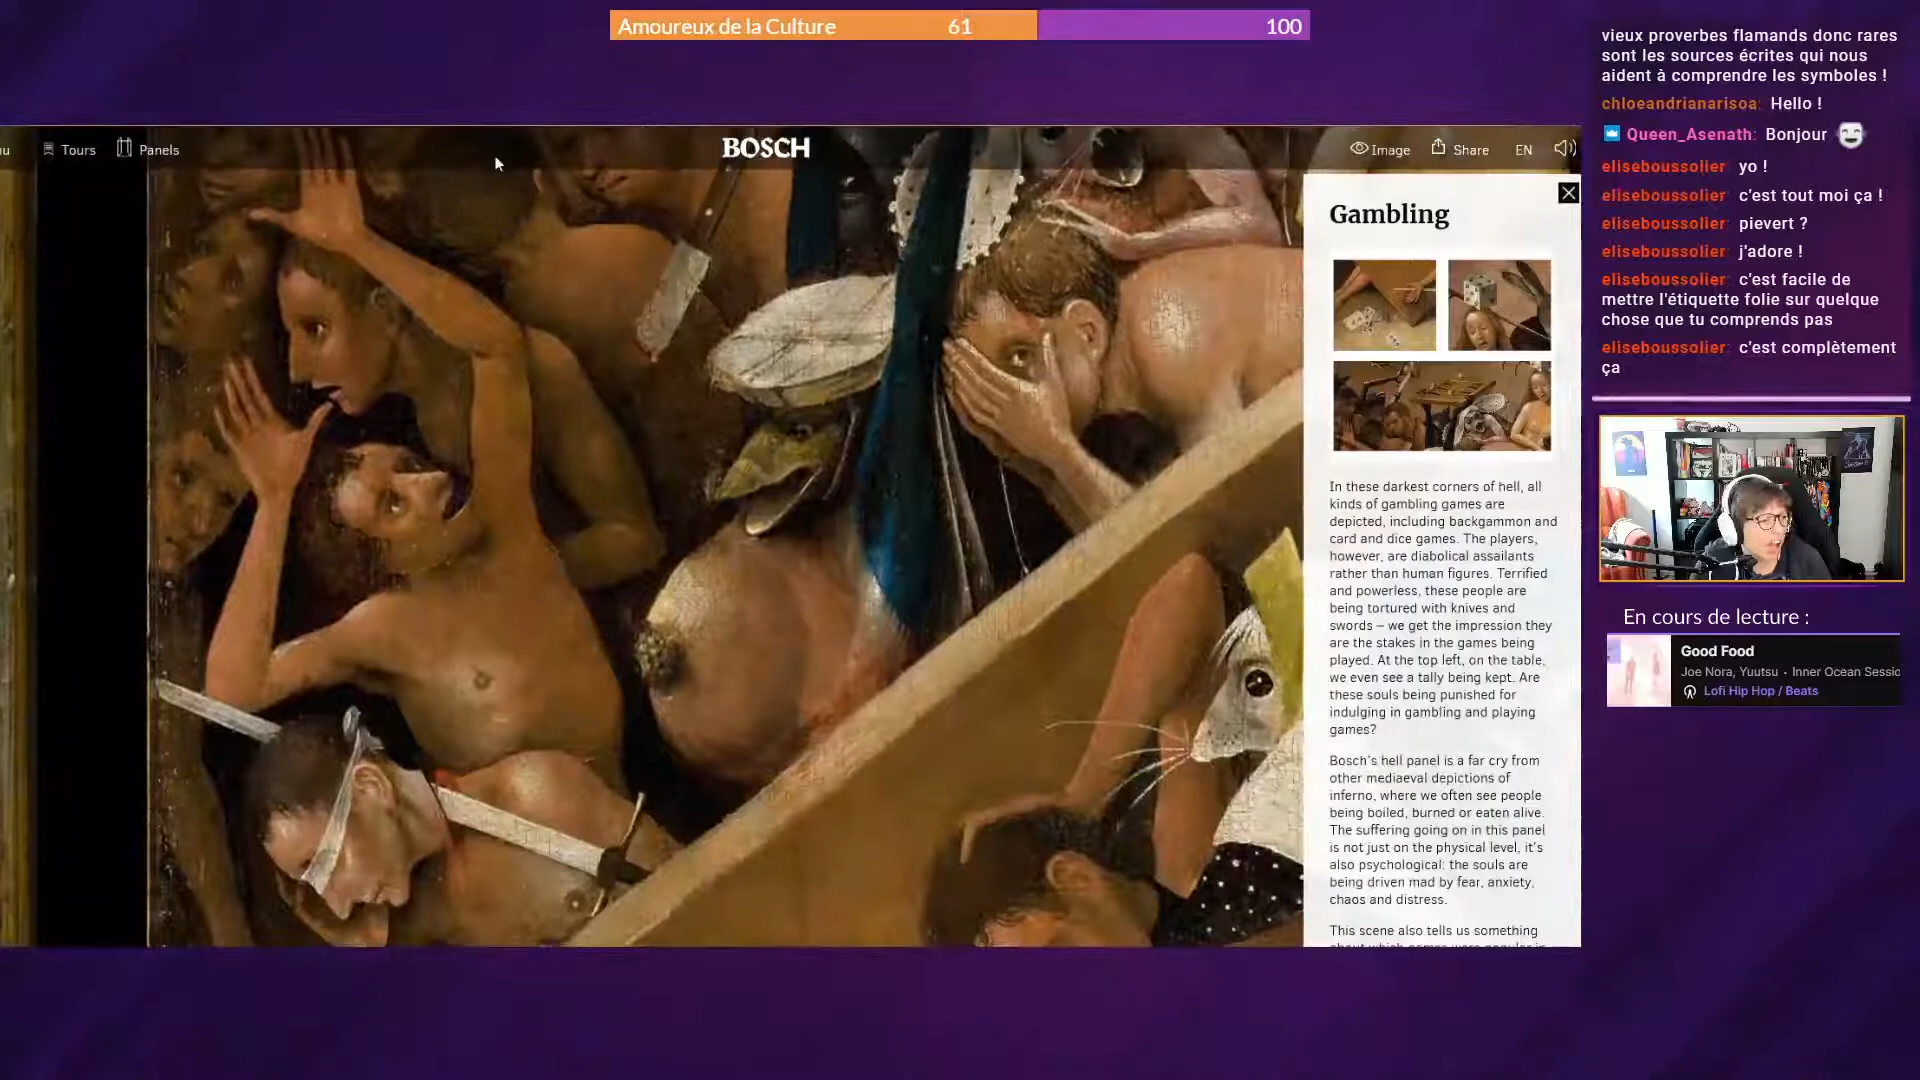 Amoureux de la Culture 61 100
nu Tours Panels BOSCH Image Share EN
Gambling
In these darkest corners of hell, all
kinds of gambling games are
depicted, including backgammon and
card and dice games. The players,
however, are diabolical assailants
rather than human figures. Terrified
and powerless, these people are
being tortured with knives and
swords – we get the impression they
are the stakes in the games being
played. At the top left, on the table,
we even see a tally being kept. Are
these souls being punished for
indulging in gambling and playing
games?
Bosch's hell panel is a far cry from
other mediaeval depictions of
inferno, where we often see people
being boiled, burned or eaten alive.
The suffering going on in this panel
is not just on the physical level, it's
also psychological: the souls are
being driven mad by fear, anxiety,
chaos and distress.
This scene also tells us something
about which games were popular in
vieux proverbes flamands donc rares
sont les sources écrites qui nous
aident à comprendre les symboles !
chloeandrianarisoa: Hello !
Queen_Asenath: Bonjour
eliseboussolier: yo !
eliseboussolier: c'est tout moi ça !
eliseboussolier: pievert ?
eliseboussolier: j'adore !
eliseboussolier: c'est facile de
mettre l'étiquette folie sur quelque
chose que tu comprends pas
eliseboussolier: c'est complètement
ça
En cours de lecture :
Good Food
Joe Nora, Yuutsu • Inner Ocean Sessio
Lofi Hip Hop / Beats